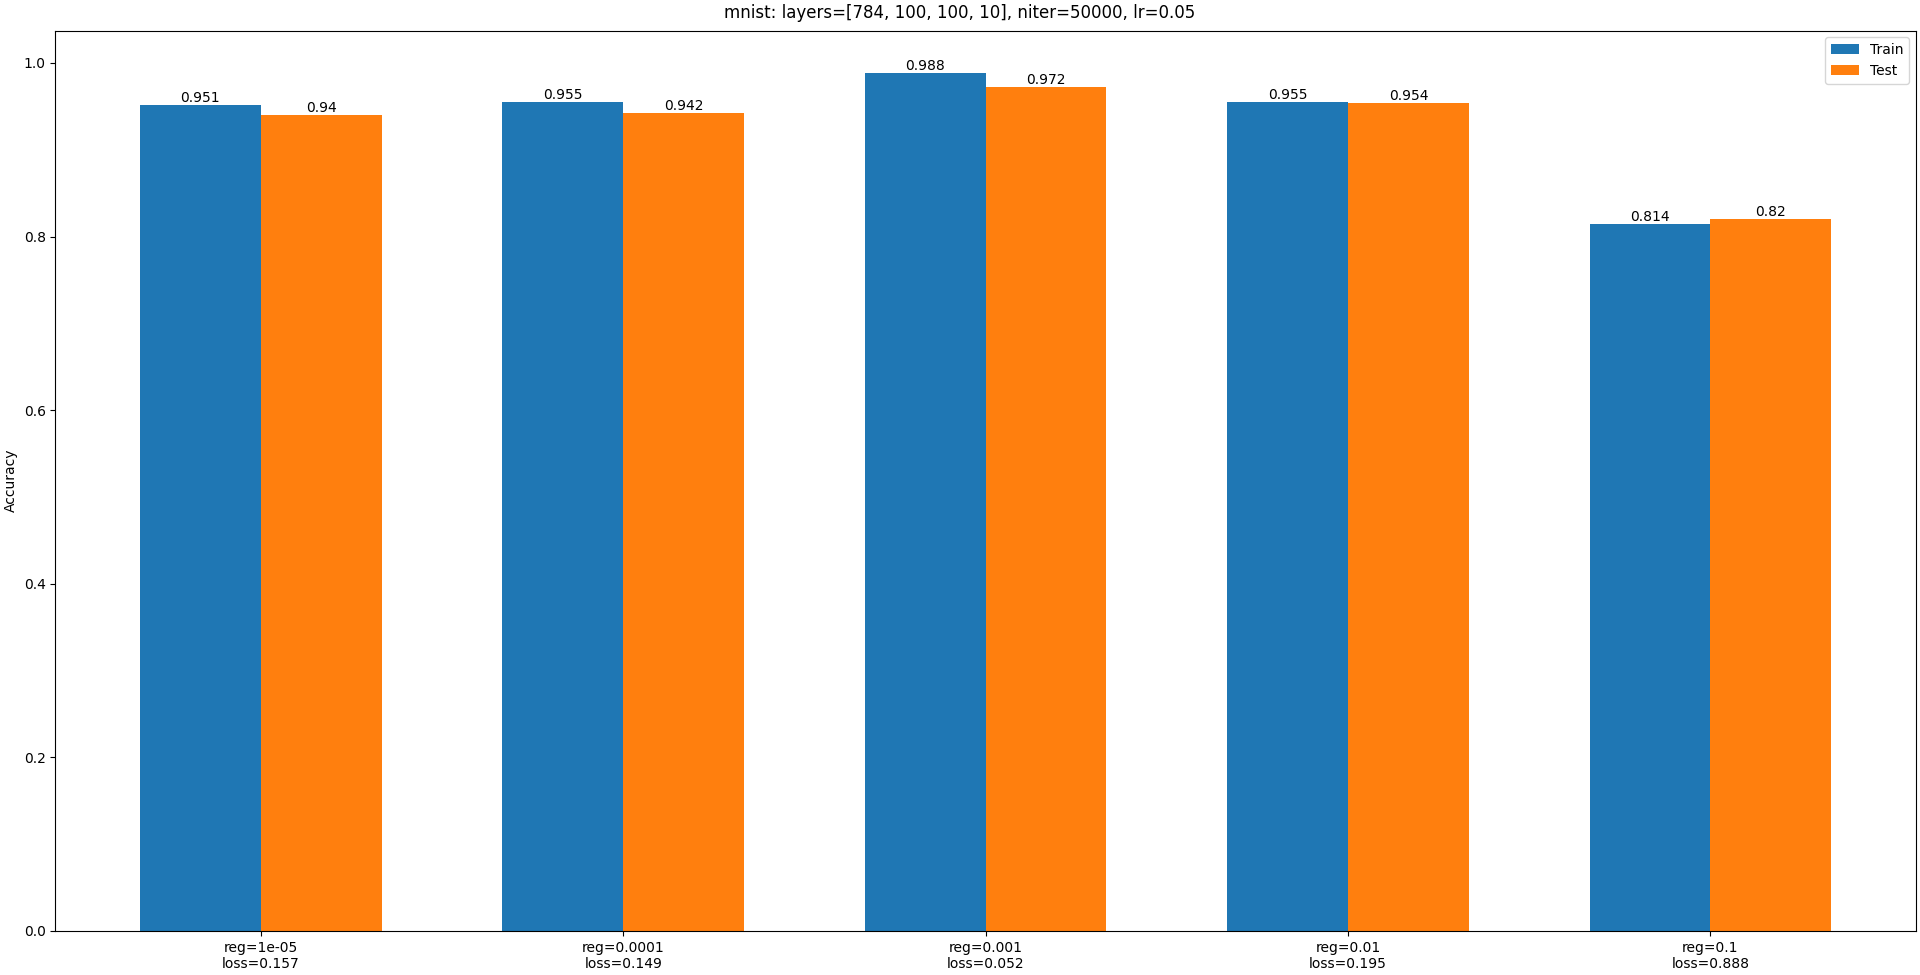 mnist: layers=[784, 100, 100, 10], niter=50000, lr=0.05
Train
Test
Accuracy
1.0
0.8
0.6
0.4
0.2
0.0
0.951
0.94
0.955
0.942
0.988
0.972
0.955
0.954
0.814
0.82
reg=1e-05
loss=0.157
reg=0.0001
loss=0.149
reg=0.001
loss=0.052
reg=0.01
loss=0.195
reg=0.1
loss=0.888